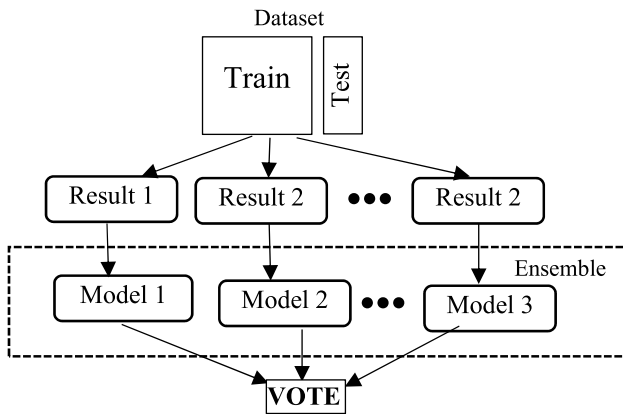 Dataset
Train
Test
Result 1
Result 2
Result 2
Ensemble
Model 1
Model 2
Model 3
VOTE